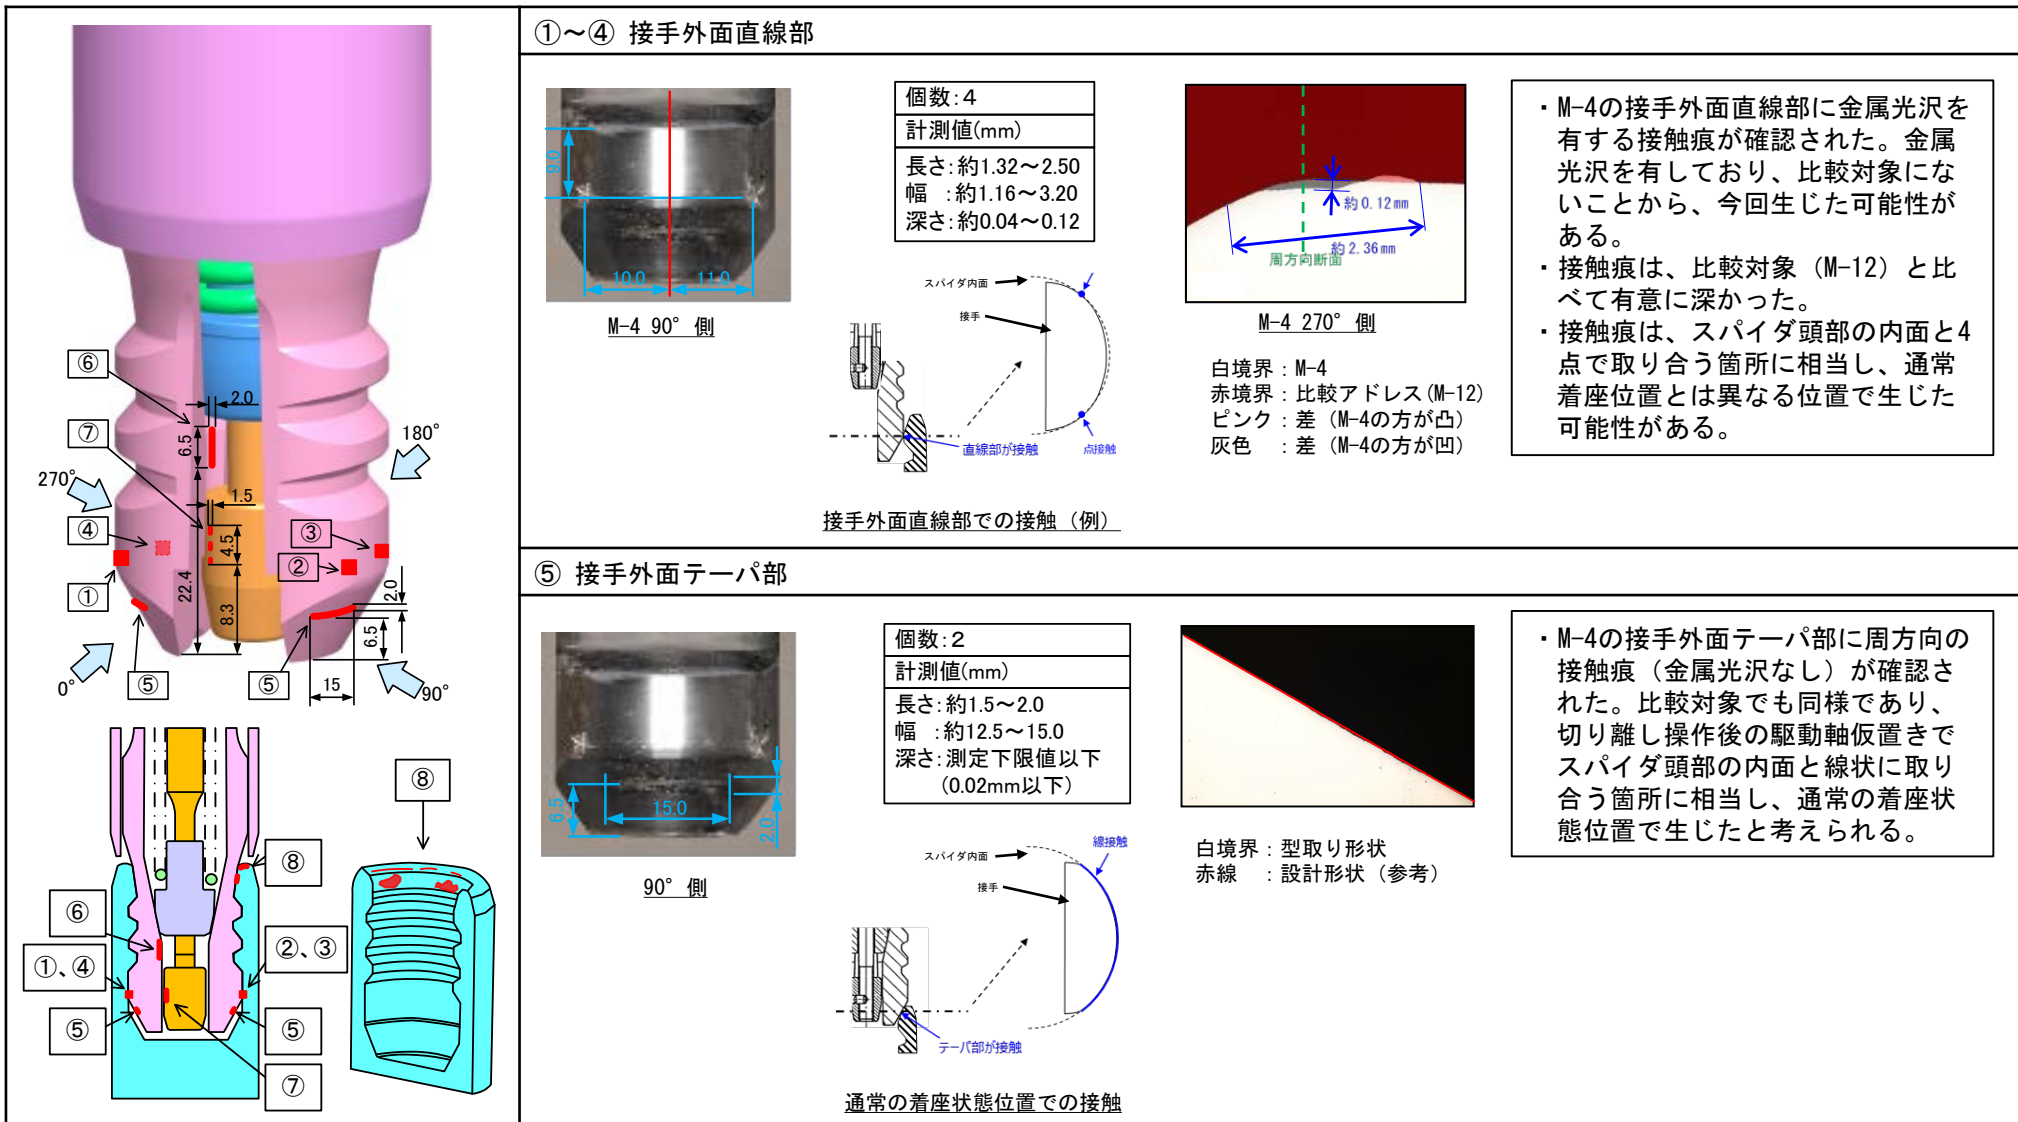 ⑥
2.0
⑦
6.5
180°
270°
1.5
④
③
4.5
②
①
22.4
8.3
2.0
6.5
0°
⑤
⑤
15
90°
⑧
⑧
⑥
①、④
②、③
⑤
⑤
⑦
①～④ 接手外面直線部
9.0
10.0
11.0
M-4 90° 側
個数:4
計測値(mm)
長さ:約1.32～2.50
幅 :約1.16～3.20
深さ:約0.04～0.12
スパイダ内面
接手
直線部が接触
点接触
接手外面直線部での接触（例）
約0.12mm
約2.36mm
周方向断面
M-4 270° 側
白境界：M-4
赤境界：比較アドレス(M-12)
ピンク：差（M-4の方が凸）
灰色 ：差（M-4の方が凹）
・M-4の接手外面直線部に金属光沢を
有する接触痕が確認された。金属
光沢を有しており、比較対象にな
いことから、今回生じた可能性が
ある。
・接触痕は、比較対象（M-12）と比
べて有意に深かった。
・接触痕は、スパイダ頭部の内面と4
点で取り合う箇所に相当し、通常
着座位置とは異なる位置で生じた
可能性がある。
⑤ 接手外面テーパ部
6.5
15.0
2.0
90° 側
個数:2
計測値(mm)
長さ:約1.5～2.0
幅 :約12.5～15.0
深さ:測定下限値以下
(0.02mm以下)
スパイダ内面
接手
線接触
テーパ部が接触
通常の着座状態位置での接触
白境界：型取り形状
赤線 ：設計形状（参考）
・M-4の接手外面テーパ部に周方向の
接触痕（金属光沢なし）が確認さ
れた。比較対象でも同様であり、
切り離し操作後の駆動軸仮置きで
スパイダ頭部の内面と線状に取り
合う箇所に相当し、通常の着座状
態位置で生じたと考えられる。